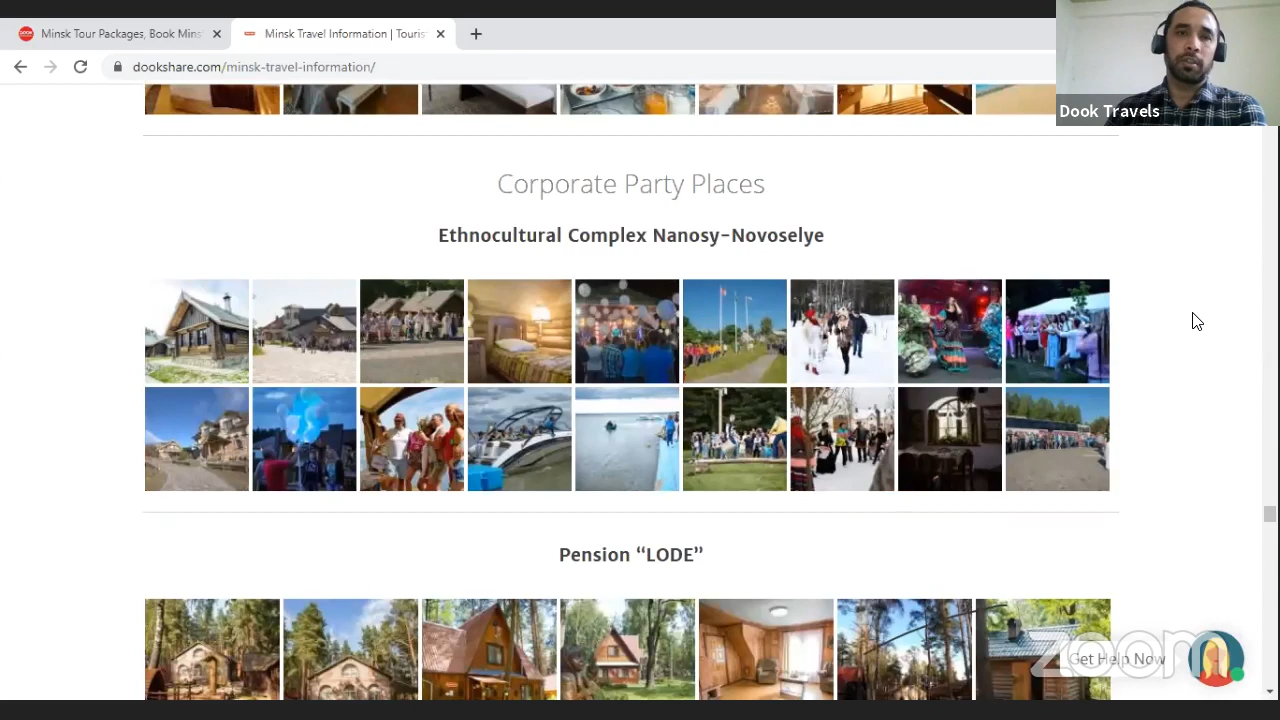 Minsk Tour Packages, Book Mins
Minsk Travel Information | Touris
dookshare.com/minsk-travel-information/
Dook Travels
Corporate Party Places
Ethnocultural Complex Nanosy-Novoselye
Pension “LODE”
Get Help Now
zoom